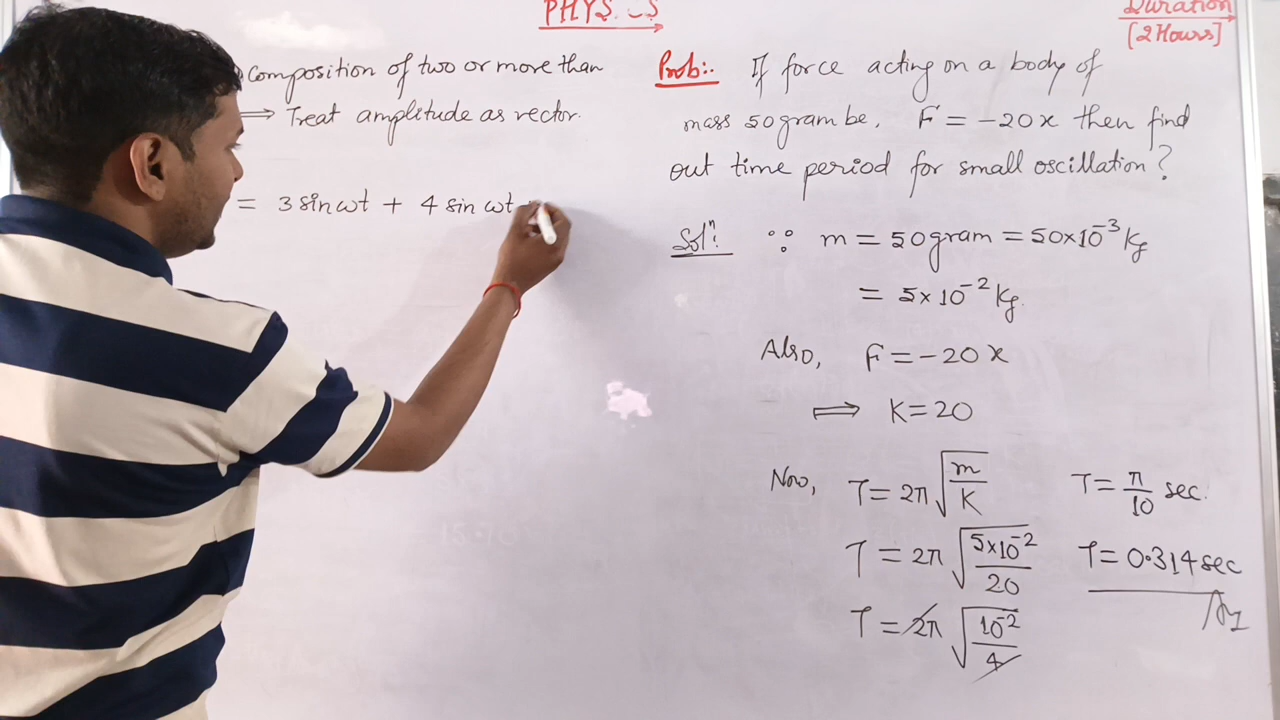 PHYSICS
Duration
[2 Hours]
composition of two or more than
⟹ Treat amplitude as vector.
= 3 sin ωt + 4 sin ωt
Prob:- If force acting on a body of
mass 50 gram be, F = -20x then find
out time period for small oscillation?
Solⁿ: ∵ m = 50 gram = 50×10⁻³ Kg
= 5×10⁻² Kg.
Also, F = -20x
⟹ K = 20
Now, T = 2π √(m/K)
T = 2π √(5×10⁻²/20)
T = 2π √(10⁻²/4)
T = π/10 sec.
T = 0.314 sec